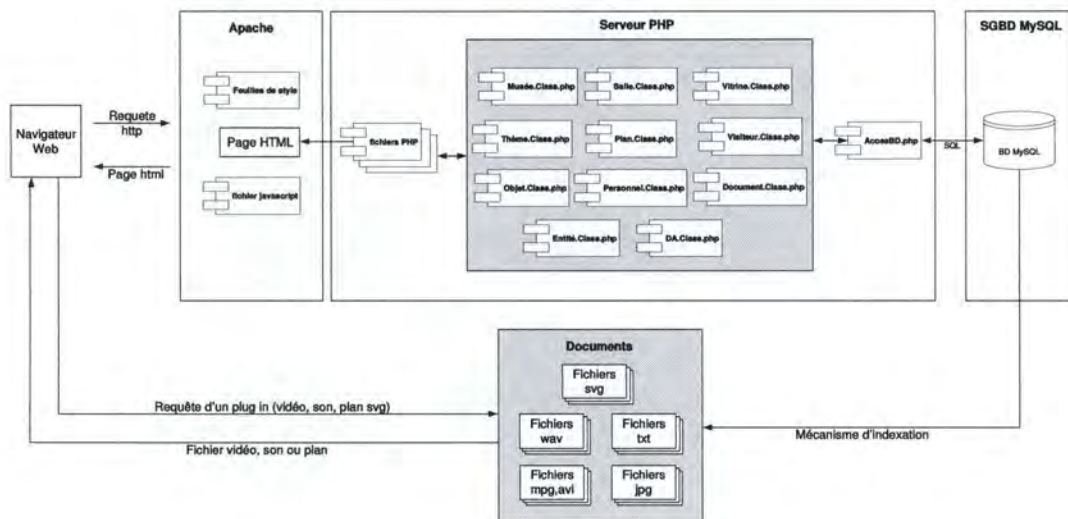 Apache
Serveur PHP
SGBD MySQL
Feuilles de style
Musée.Class.php
Salle.Class.php
Vitrine.Class.php
Navigateur
Web
Requete
http
Page html
Page HTML
fichiers PHP
Thème.Class.php
Plan.Class.php
Visiteur.Class.php
AccesBD.php
SQL
BD MySQL
fichier javascript
Objet.Class.php
Personnel.Class.php
Document.Class.php
Entité.Class.php
DA.Class.php
Documents
Fichiers
svg
Requête d'un plug in (vidéo, son, plan svg)
Fichiers
wav
Fichiers
txt
Mécanisme d'indexation
Fichier vidéo, son ou plan
Fichiers
mpg,avi
Fichiers
jpg